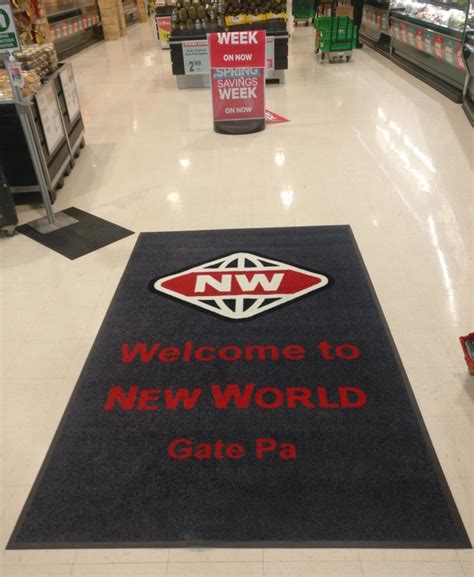 WEEK
ON NOW
SPRING
SAVINGS
WEEK
ON NOW
2.99
NW
Welcome to
NEW WORLD
Gate Pa